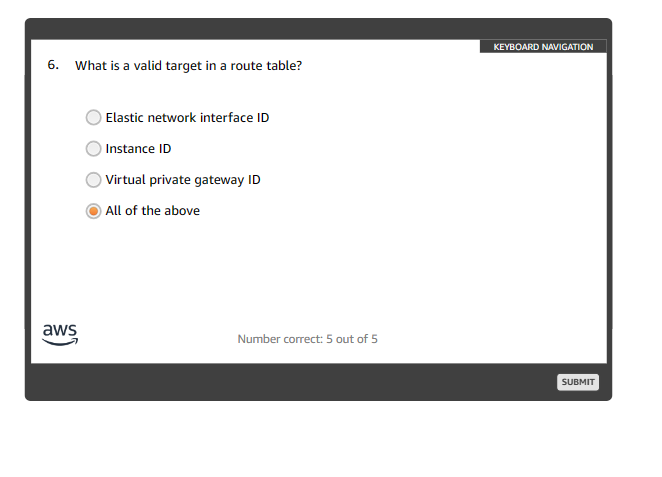 KEYBOARD NAVIGATION
6. What is a valid target in a route table?
Elastic network interface ID
Instance ID
Virtual private gateway ID
All of the above
aws
Number correct: 5 out of 5
SUBMIT